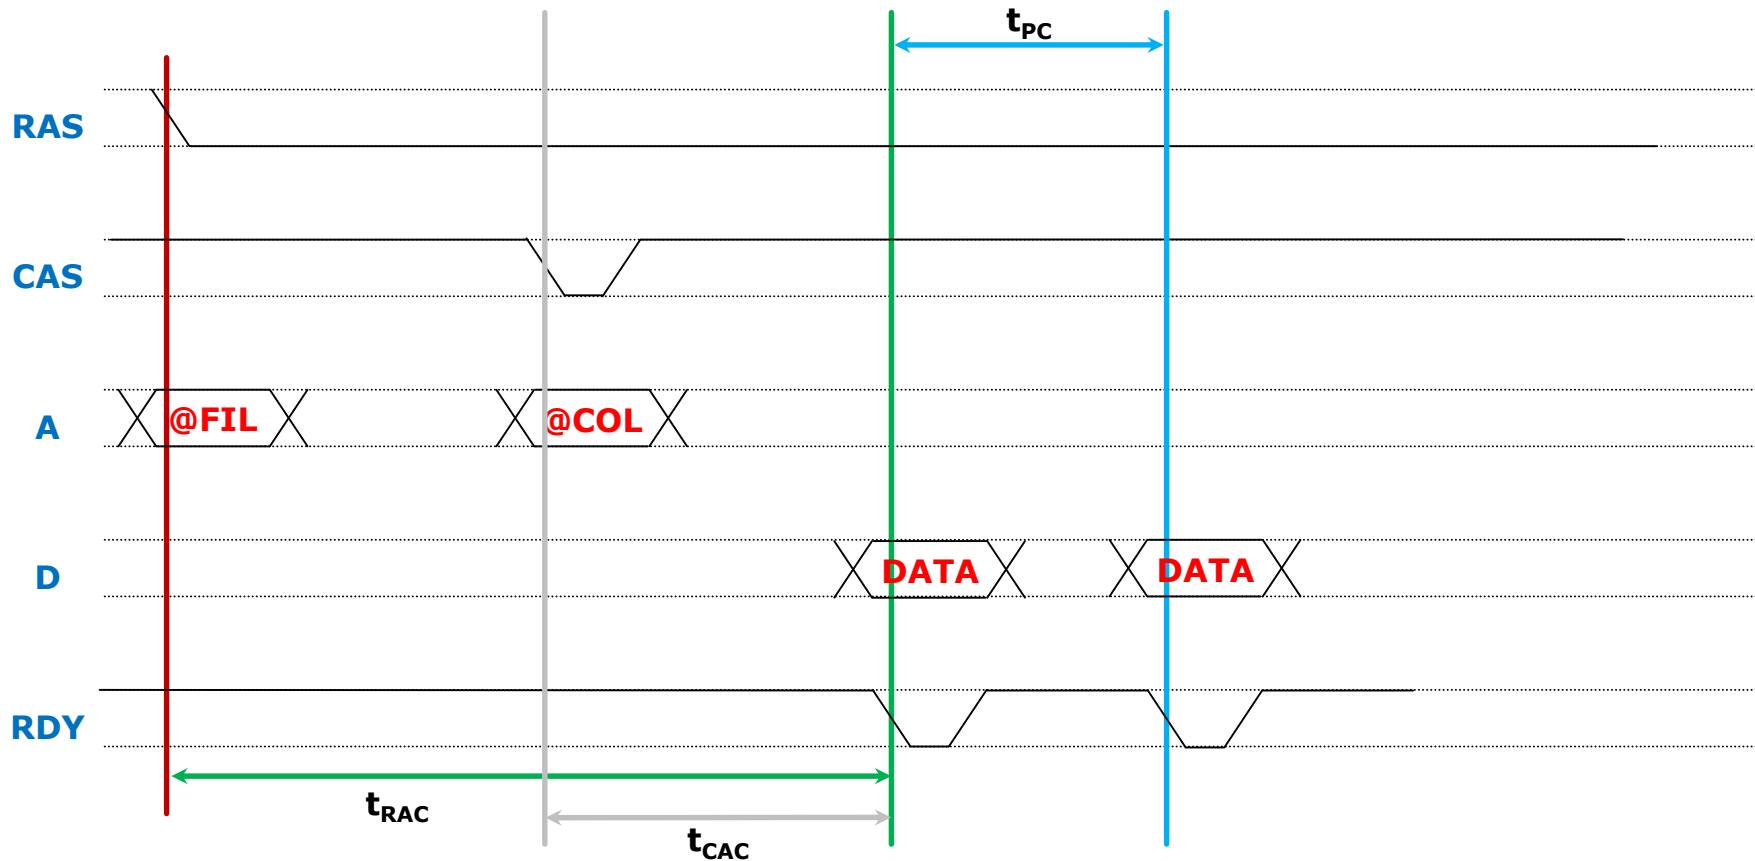 tPC
RAS
CAS
A @FIL @COL
D DATA DATA
RDY
tRAC
tCAC